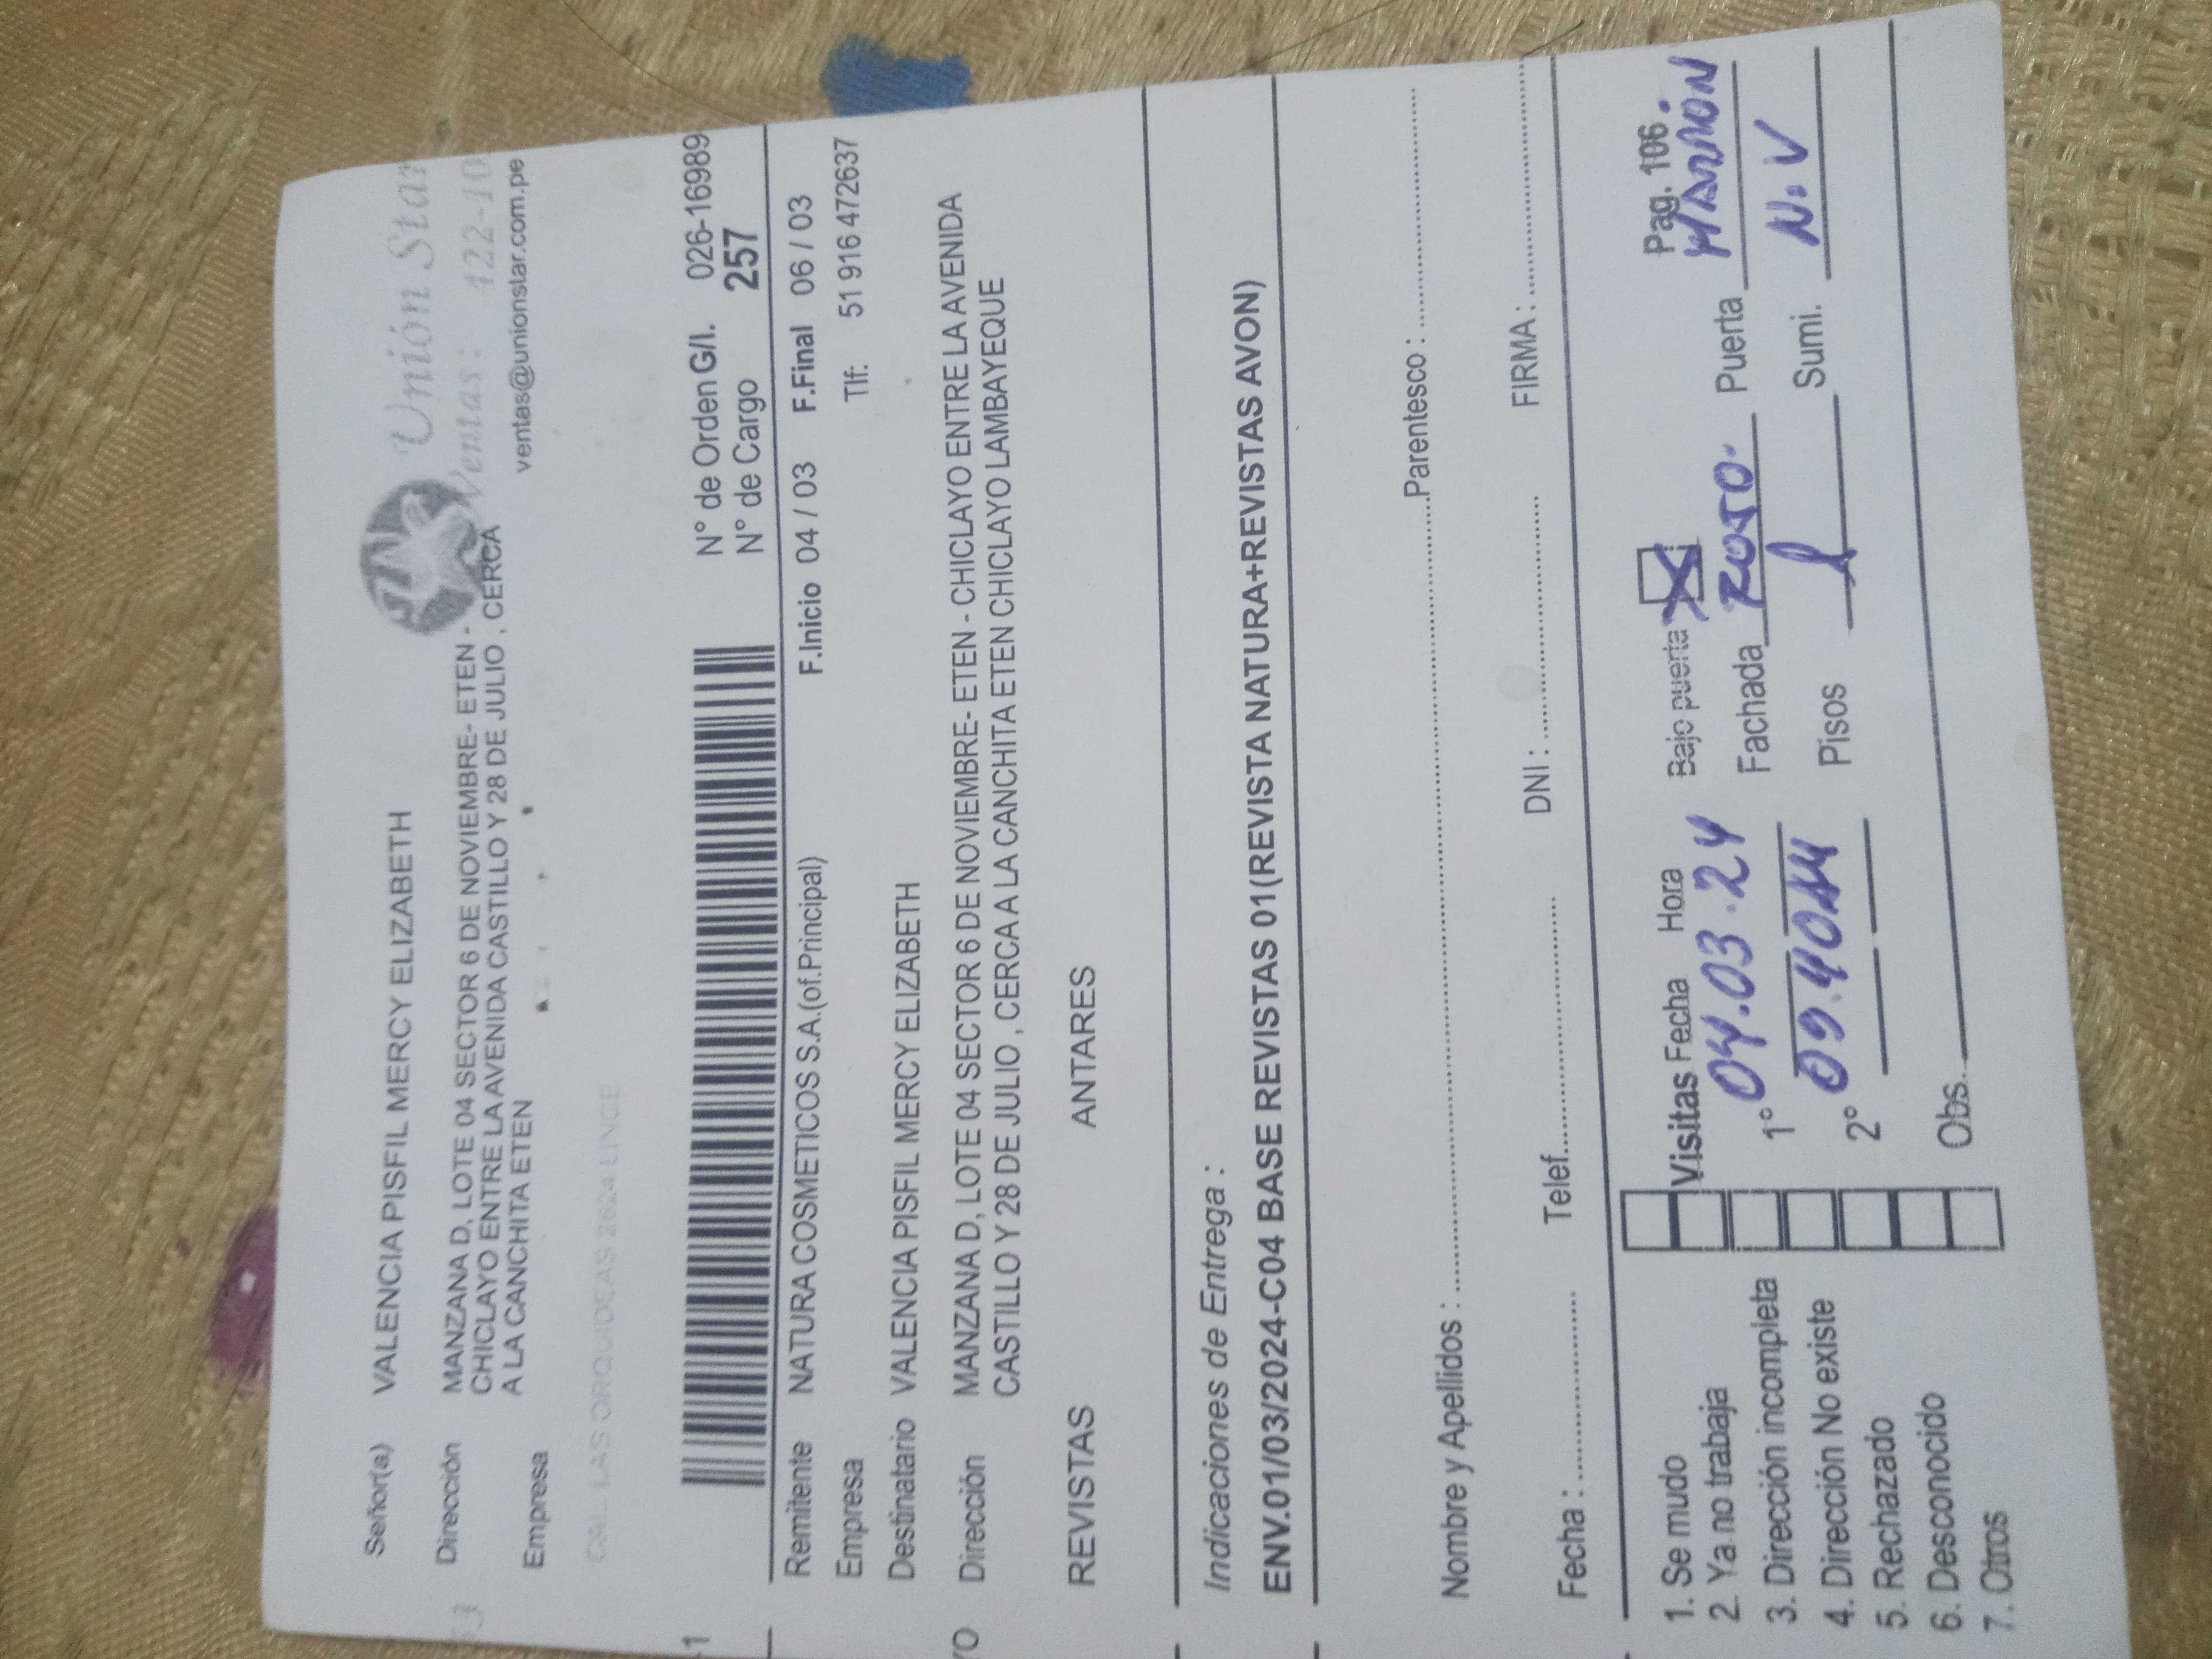 Señor(a) VALENCIA PISFIL MERCY ELIZABETH
Unión Star
Dirección MANZANA D, LOTE 04 SECTOR 6 DE NOVIEMBRE- ETEN -
CHICLAYO ENTRE LA AVENIDA CASTILLO Y 28 DE JULIO , CERCA
A LA CANCHITA ETEN
Ventas: 422-10
ventas@unionstar.com.pe
Empresa
CAL. LAS ORQUIDEAS 2624 LINCE
N° de Orden G/I. 026-16989
N° de Cargo 257
1
Remitente NATURA COSMETICOS S.A.(of.Principal) F.Inicio 04 / 03 F.Final 06 / 03
Empresa Tlf: 51 916 472637
Destinatario VALENCIA PISFIL MERCY ELIZABETH
Dirección MANZANA D, LOTE 04 SECTOR 6 DE NOVIEMBRE- ETEN - CHICLAYO ENTRE LA AVENIDA
CASTILLO Y 28 DE JULIO , CERCA A LA CANCHITA ETEN CHICLAYO LAMBAYEQUE
YO
REVISTAS ANTARES
Indicaciones de Entrega :
ENV.01/03/2024-C04 BASE REVISTAS 01(REVISTA NATURA+REVISTAS AVON)
Nombre y Apellidos : Parentesco :
Fecha : Telef. DNI : FIRMA :
1. Se mudo
2. Ya no trabaja
3. Dirección incompleta
4. Dirección No existe
5. Rechazado
6. Desconocido
7. Otros
Visitas Fecha Hora Bajo puerta Pag. 106.
1° 04.03.24 Fachada ROJO Puerta MARRÓN
09.40AM
2° Pisos 1 Sumi. N.V
Obs.